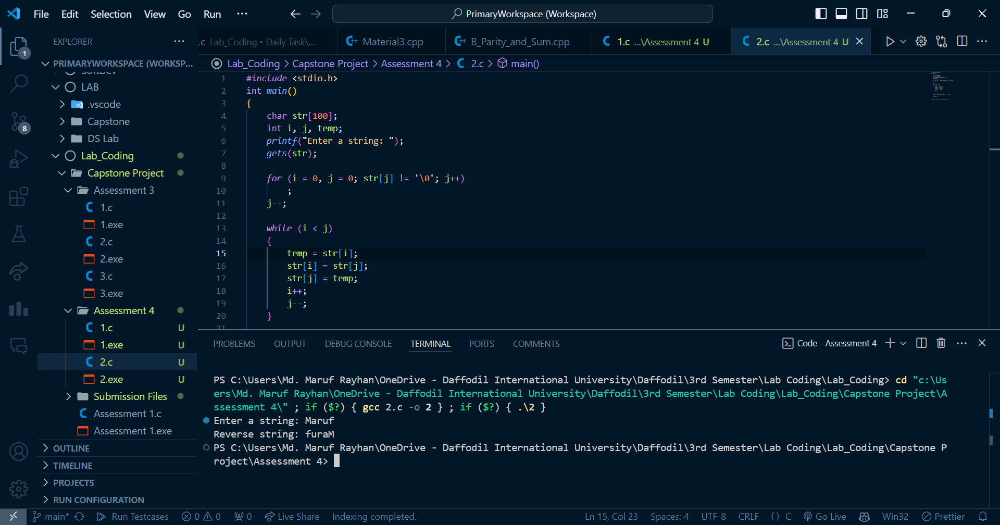 File Edit Selection View Go Run ··· PrimaryWorkspace (Workspace)
EXPLORER ···
.c Lab_Coding • Daily Task\... Material3.cpp B_Parity_and_Sum.cpp 1.c ...\Assessment 4 U 2.c ...\Assessment 4 U
1
8
PRIMARYWORKSPACE (WORKSP...
SoftDev
LAB
.vscode
Capstone
DS Lab
Lab_Coding
Capstone Project
Assessment 3
1.c
1.exe
2.c
2.exe
3.c
3.exe
Assessment 4
1.c U
1.exe U
2.c U
2.exe U
Submission Files
Assessment 1.c
Assessment 1.exe
OUTLINE
TIMELINE
PROJECTS
RUN CONFIGURATION
Lab_Coding > Capstone Project > Assessment 4 > 2.c > main()
1 #include <stdio.h>
2 int main()
3 {
4 char str[100];
5 int i, j, temp;
6 printf("Enter a string: ");
7 gets(str);
8
9 for (i = 0, j = 0; str[j] != '\0'; j++)
10 ;
11 j--;
12
13 while (i < j)
14 {
15 temp = str[i];
16 str[i] = str[j];
17 str[j] = temp;
18 i++;
19 j--;
20 }
21
PROBLEMS OUTPUT DEBUG CONSOLE TERMINAL PORTS COMMENTS Code - Assessment 4
PS C:\Users\Md. Maruf Rayhan\OneDrive - Daffodil International University\Daffodil\3rd Semester\Lab Coding\Lab_Coding> cd "c:\Us
ers\Md. Maruf Rayhan\OneDrive - Daffodil International University\Daffodil\3rd Semester\Lab Coding\Lab_Coding\Capstone Project\A
ssessment 4\" ; if ($?) { gcc 2.c -o 2 } ; if ($?) { .\2 }
Enter a string: Maruf
Reverse string: furaM
PS C:\Users\Md. Maruf Rayhan\OneDrive - Daffodil International University\Daffodil\3rd Semester\Lab Coding\Lab_Coding\Capstone P
roject\Assessment 4>
main* Run Testcases 0 0 0 Live Share Indexing completed. Ln 15, Col 23 Spaces: 4 UTF-8 CRLF {} C Go Live Win32 Prettier